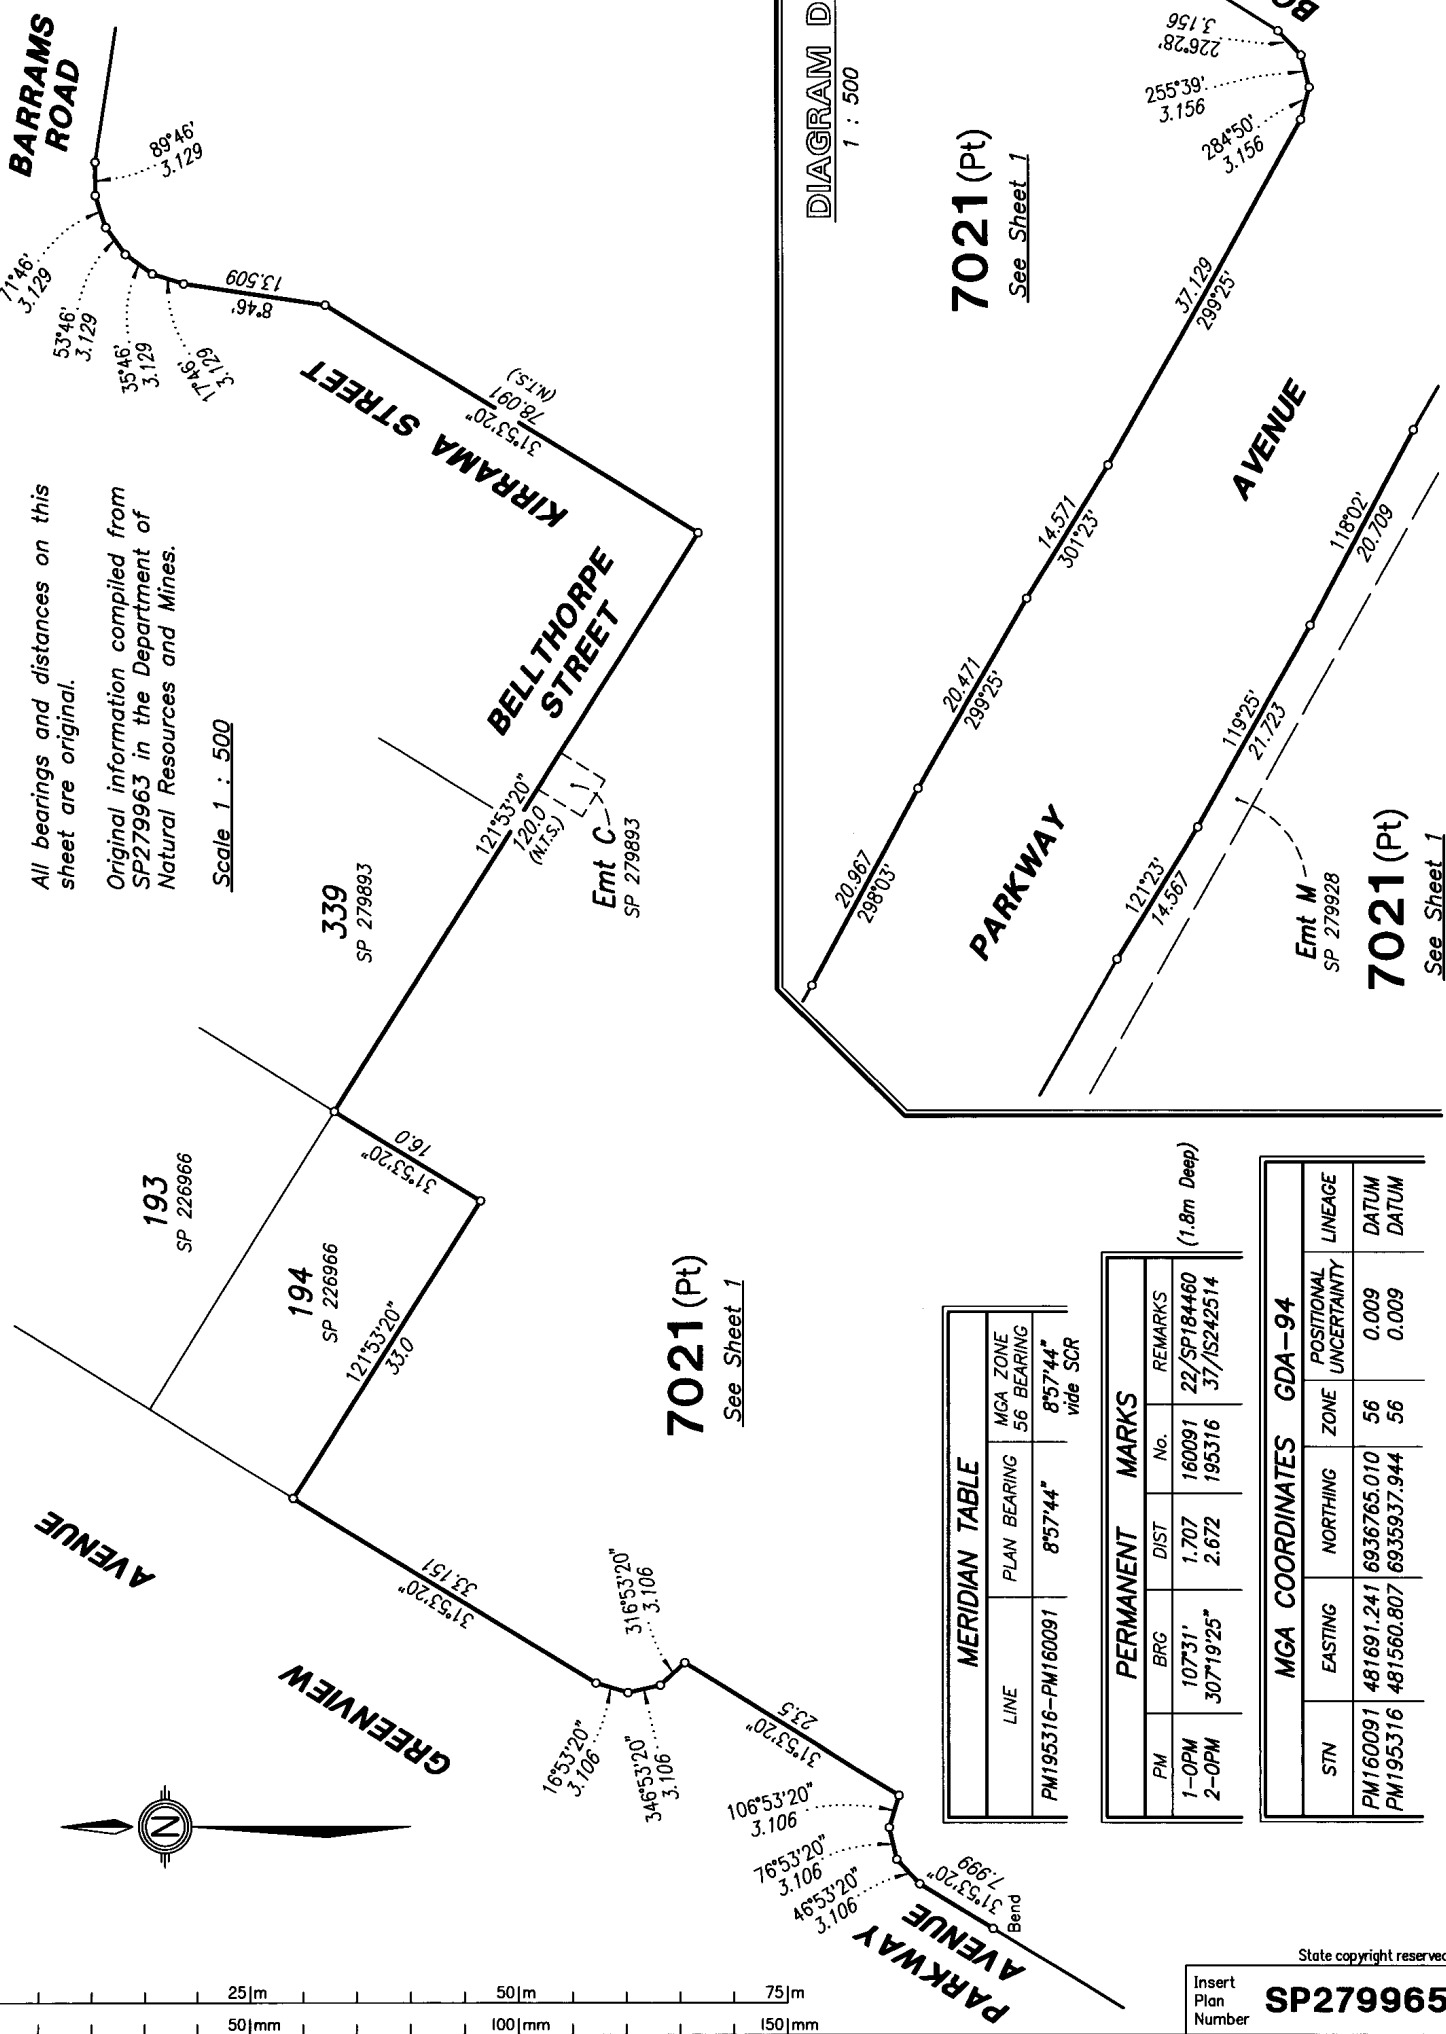 BARRAMS
ROAD
89°46'
3.129
71°46'
3.129
53°46'
3.129
35°46'
3.129
17°46'
3.129
8°46'
13.509
KIRRAMA STREET
31°53'20"
78.091
(N.T.S.)
All bearings and distances on this
sheet are original.
Original information compiled from
SP279963 in the Department of
Natural Resources and Mines.
Scale 1 : 500
BELLTHORPE
STREET
121°53'20"
120.0
(N.T.S.)
Emt C
SP 279893
339
SP 279893
193
SP 226966
194
SP 226966
31°53'20"
16.0
121°53'20"
33.0
7021 (Pt)
See Sheet 1
GREENVIEW
AVENUE
31°53'20"
33.151
316°53'20"
3.106
16°53'20"
3.106
346°53'20"
3.106
31°53'20"
23.5
106°53'20"
3.106
76°53'20"
3.106
46°53'20"
3.106
31°53'20"
7.999
Bend
PARKWAY
AVENUE
N
DIAGRAM D
1 : 500
226°28'
3.156
255°39'
3.156
284°50'
3.156
7021 (Pt)
See Sheet 1
37.129
299°25'
14.571
301°23'
20.471
299°25'
20.967
298°03'
PARKWAY
AVENUE
118°02'
20.709
119°25'
21.723
121°23'
14.567
Emt M
SP 279928
7021 (Pt)
See Sheet 1
MERIDIAN TABLE
LINE PLAN BEARING MGA ZONE
56 BEARING
PM195316-PM160091 8°57'44" 8°57'44"
vide SCR
PERMANENT MARKS
PM BRG DIST No. REMARKS
1-OPM 107°31' 1.707 160091 22/SP184460 (1.8m Deep)
2-OPM 307°19'25" 2.672 195316 37/IS242514
MGA COORDINATES GDA-94
STN EASTING NORTHING ZONE POSITIONAL
UNCERTAINTY LINEAGE
PM160091 481691.241 6936765.010 56 0.009 DATUM
PM195316 481560.807 6935937.944 56 0.009 DATUM
25m 50m 75m
50mm 100mm 150mm
State copyright reserved
Insert
Plan
Number
SP279965